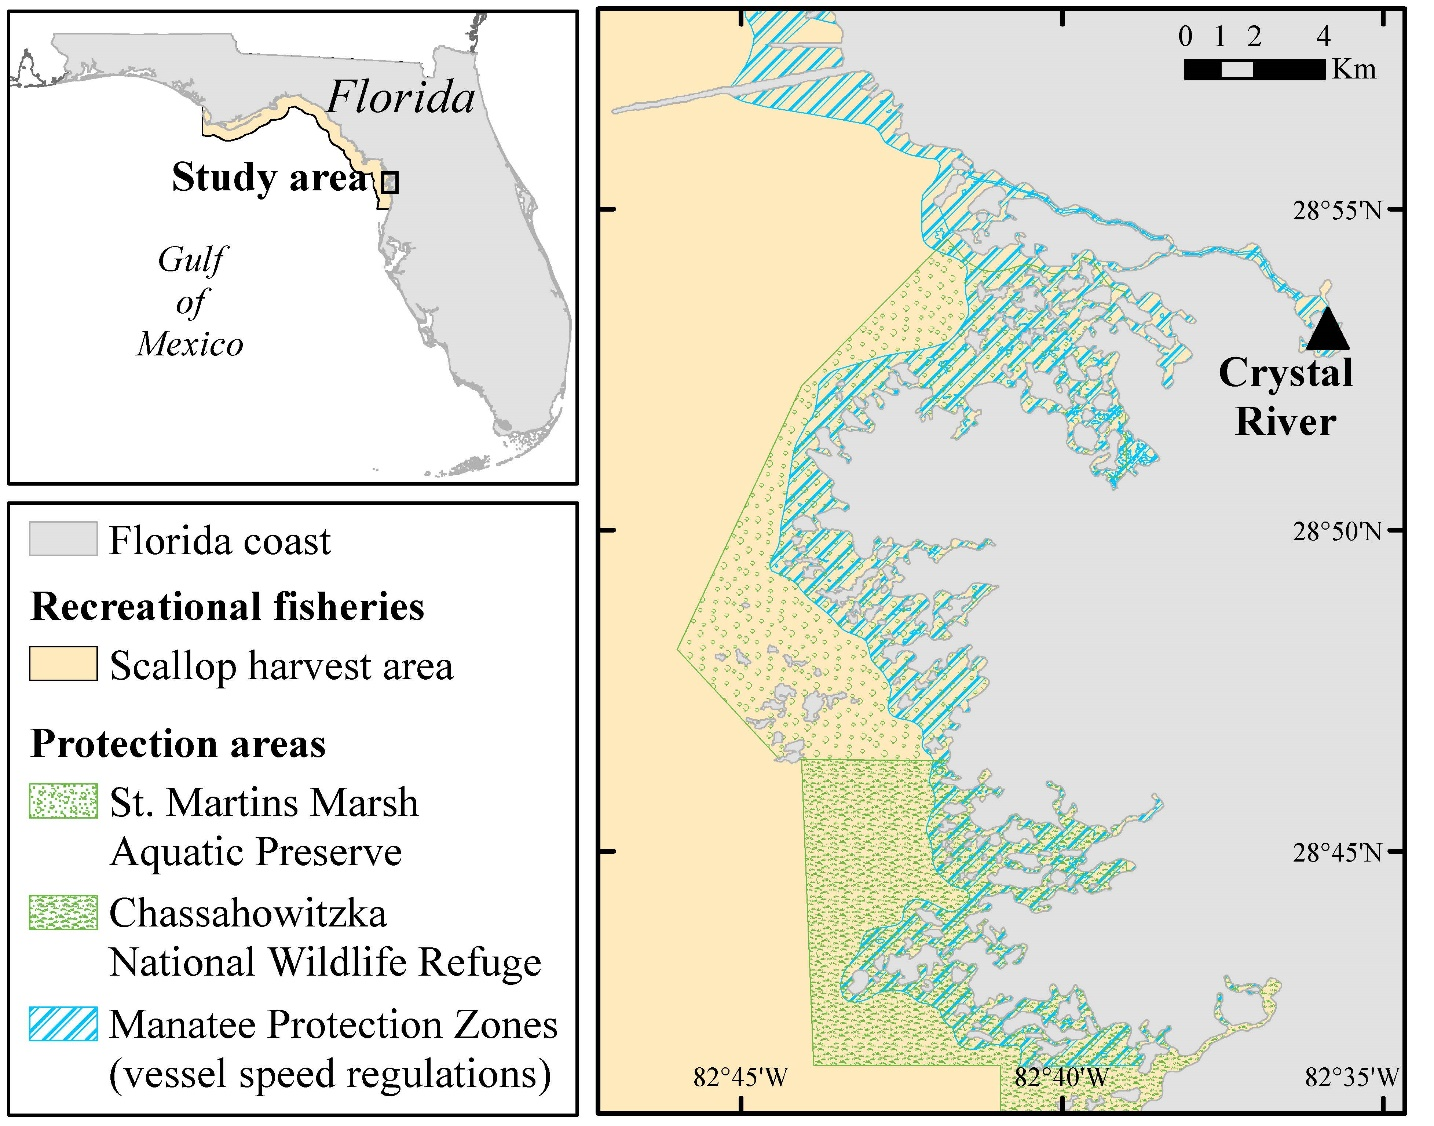 Florida
Study area
Gulf
of
Mexico
Florida coast
Recreational fisheries
Scallop harvest area
Protection areas
St. Martins Marsh
Aquatic Preserve
Chassahowitzka
National Wildlife Refuge
Manatee Protection Zones
(vessel speed regulations)
0 1 2 4
Km
28°55'N
Crystal
River
28°50'N
28°45'N
82°45'W 82°40'W 82°35'W